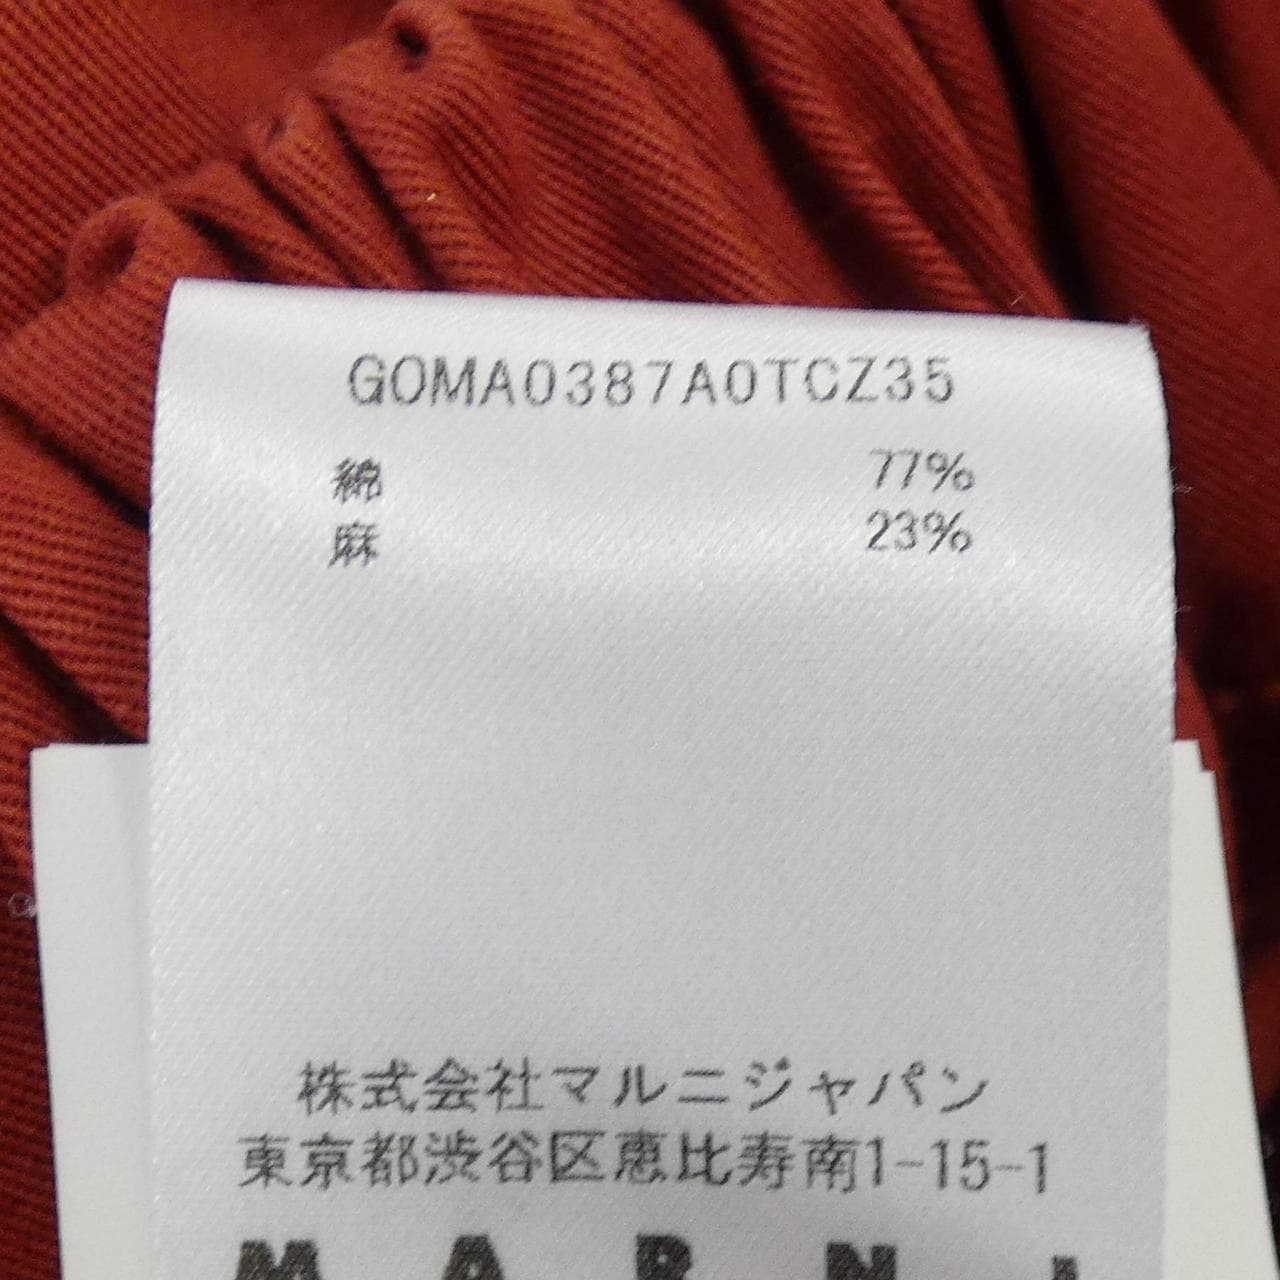 GOMA0387A0TCZ35
綿 77%
麻 23%
株式会社マルニジャパン
東京都渋谷区恵比寿南1-15-1
MARNI